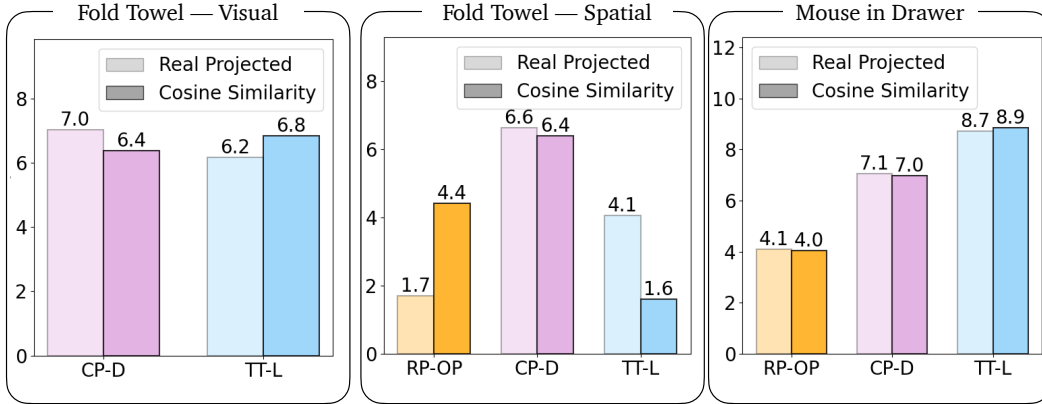 Fold Towel — Visual
Real Projected
Cosine Similarity
8
6
4
2
0
7.0
6.4
6.2
6.8
CP-D
TT-L
Fold Towel — Spatial
Real Projected
Cosine Similarity
8
6
4
2
0
1.7
4.4
6.6
6.4
4.1
1.6
RP-OP
CP-D
TT-L
Mouse in Drawer
Real Projected
Cosine Similarity
12
10
8
6
4
2
0
4.1
4.0
7.1
7.0
8.7
8.9
RP-OP
CP-D
TT-L